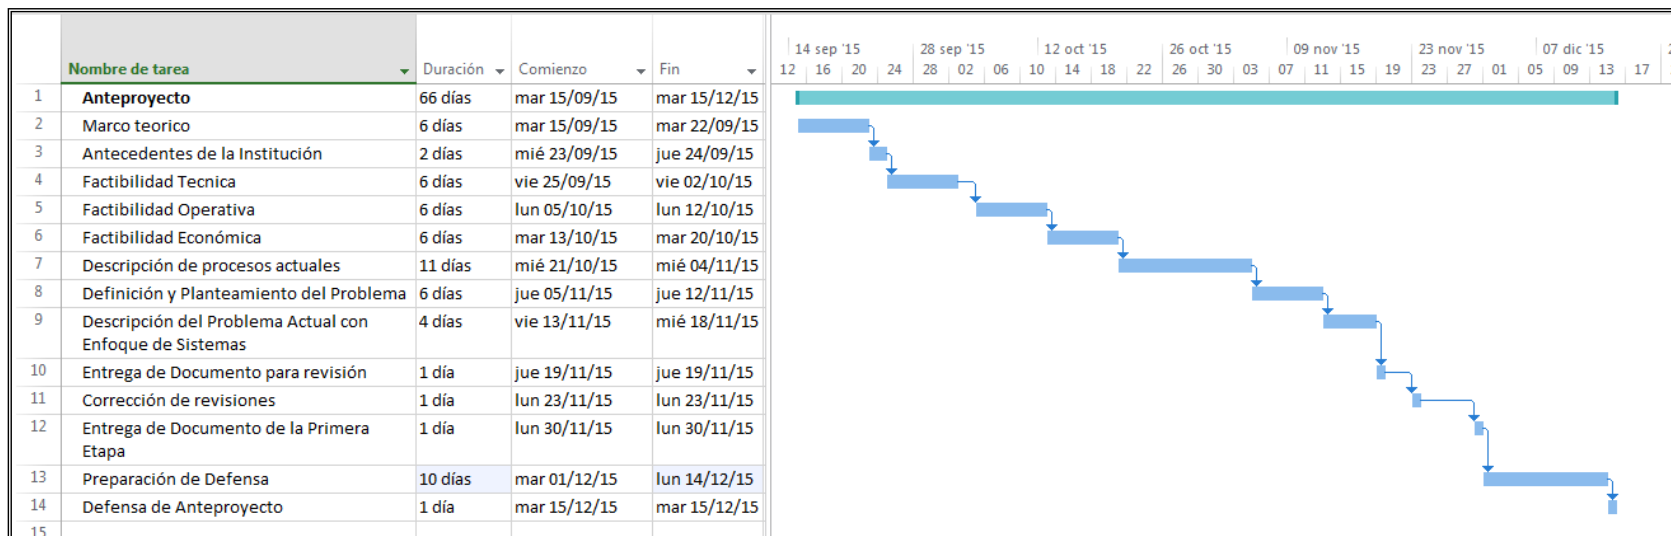 14 sep '15 28 sep '15 12 oct '15 26 oct '15 09 nov '15 23 nov '15 07 dic '15 2
Nombre de tarea Duración Comienzo Fin 12 16 20 24 28 02 06 10 14 18 22 26 30 03 07 11 15 19 23 27 01 05 09 13 17
1 Anteproyecto 66 días mar 15/09/15 mar 15/12/15
2 Marco teorico 6 días mar 15/09/15 mar 22/09/15
3 Antecedentes de la Institución 2 días mié 23/09/15 jue 24/09/15
4 Factibilidad Tecnica 6 días vie 25/09/15 vie 02/10/15
5 Factibilidad Operativa 6 días lun 05/10/15 lun 12/10/15
6 Factibilidad Económica 6 días mar 13/10/15 mar 20/10/15
7 Descripción de procesos actuales 11 días mié 21/10/15 mié 04/11/15
8 Definición y Planteamiento del Problema 6 días jue 05/11/15 jue 12/11/15
9 Descripción del Problema Actual con 4 días vie 13/11/15 mié 18/11/15
Enfoque de Sistemas
10 Entrega de Documento para revisión 1 día jue 19/11/15 jue 19/11/15
11 Corrección de revisiones 1 día lun 23/11/15 lun 23/11/15
12 Entrega de Documento de la Primera 1 día lun 30/11/15 lun 30/11/15
Etapa
13 Preparación de Defensa 10 días mar 01/12/15 lun 14/12/15
14 Defensa de Anteproyecto 1 día mar 15/12/15 mar 15/12/15
15